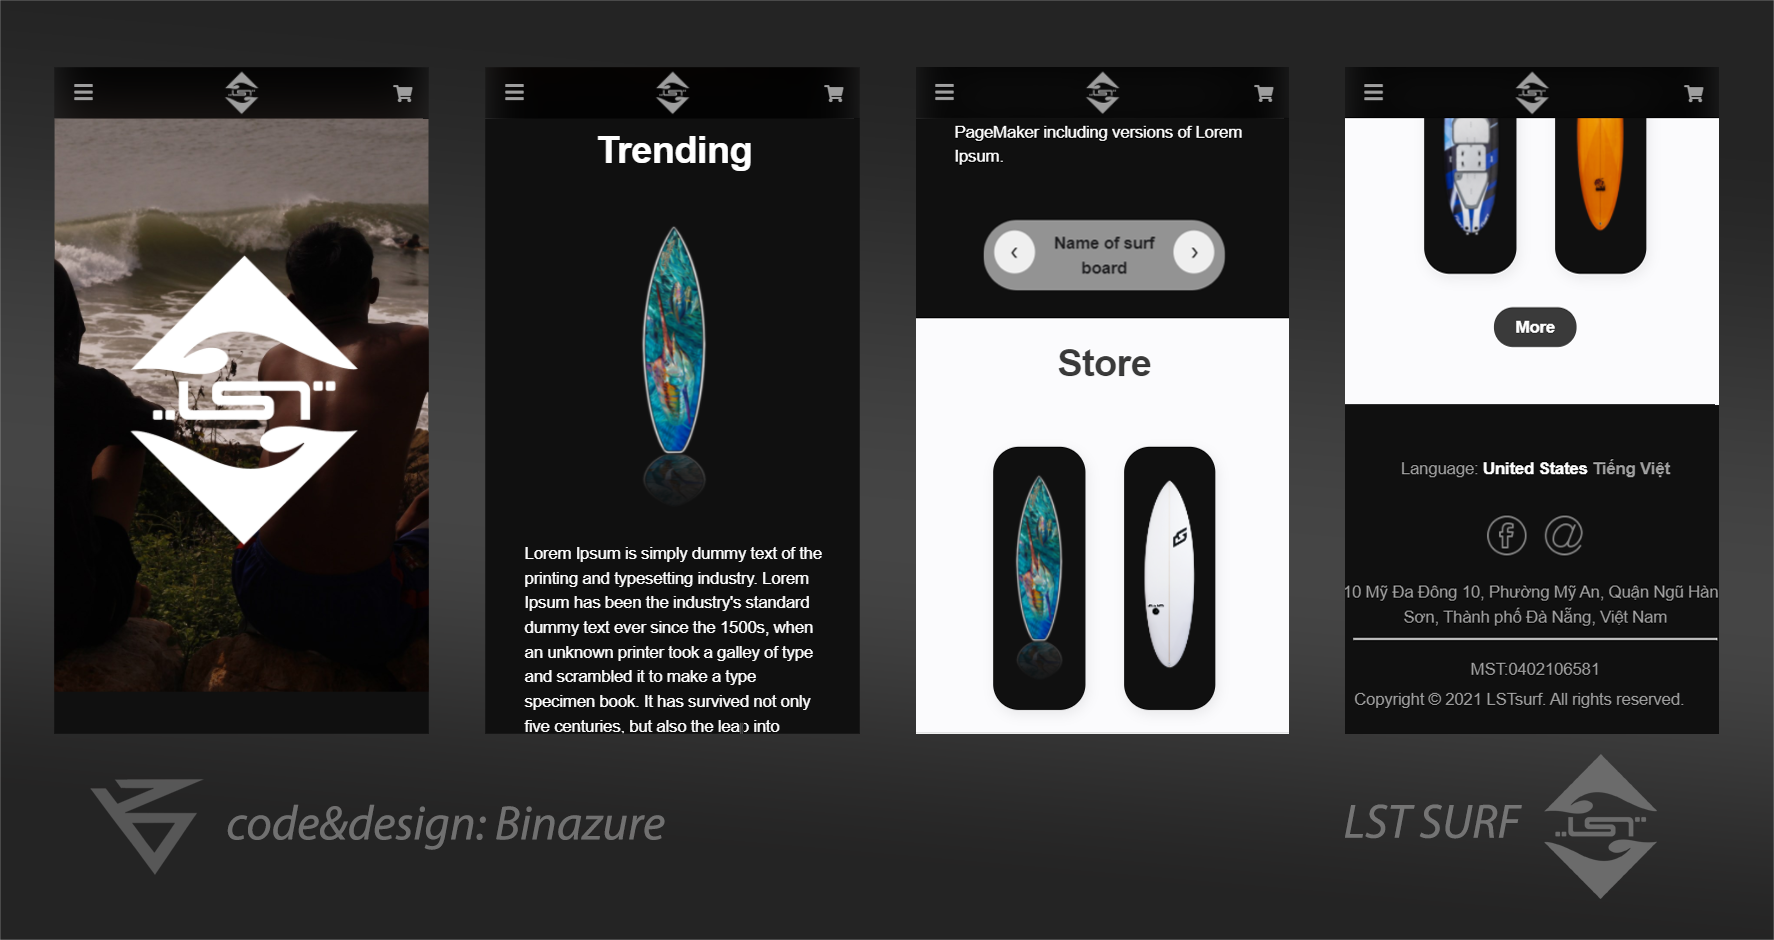 LST
LST
Trending
Lorem Ipsum is simply dummy text of the
printing and typesetting industry. Lorem
Ipsum has been the industry's standard
dummy text ever since the 1500s, when
an unknown printer took a galley of type
and scrambled it to make a type
specimen book. It has survived not only
five centuries, but also the leap into
LST
PageMaker including versions of Lorem
Ipsum.
Name of surf
board
Store
LST
More
Language: United States Tiếng Việt
10 Mỹ Đa Đông 10, Phường Mỹ An, Quận Ngũ Hàn
Sơn, Thành phố Đà Nẵng, Việt Nam
MST:0402106581
Copyright © 2021 LSTsurf. All rights reserved.
code&design: Binazure
LST SURF
LST